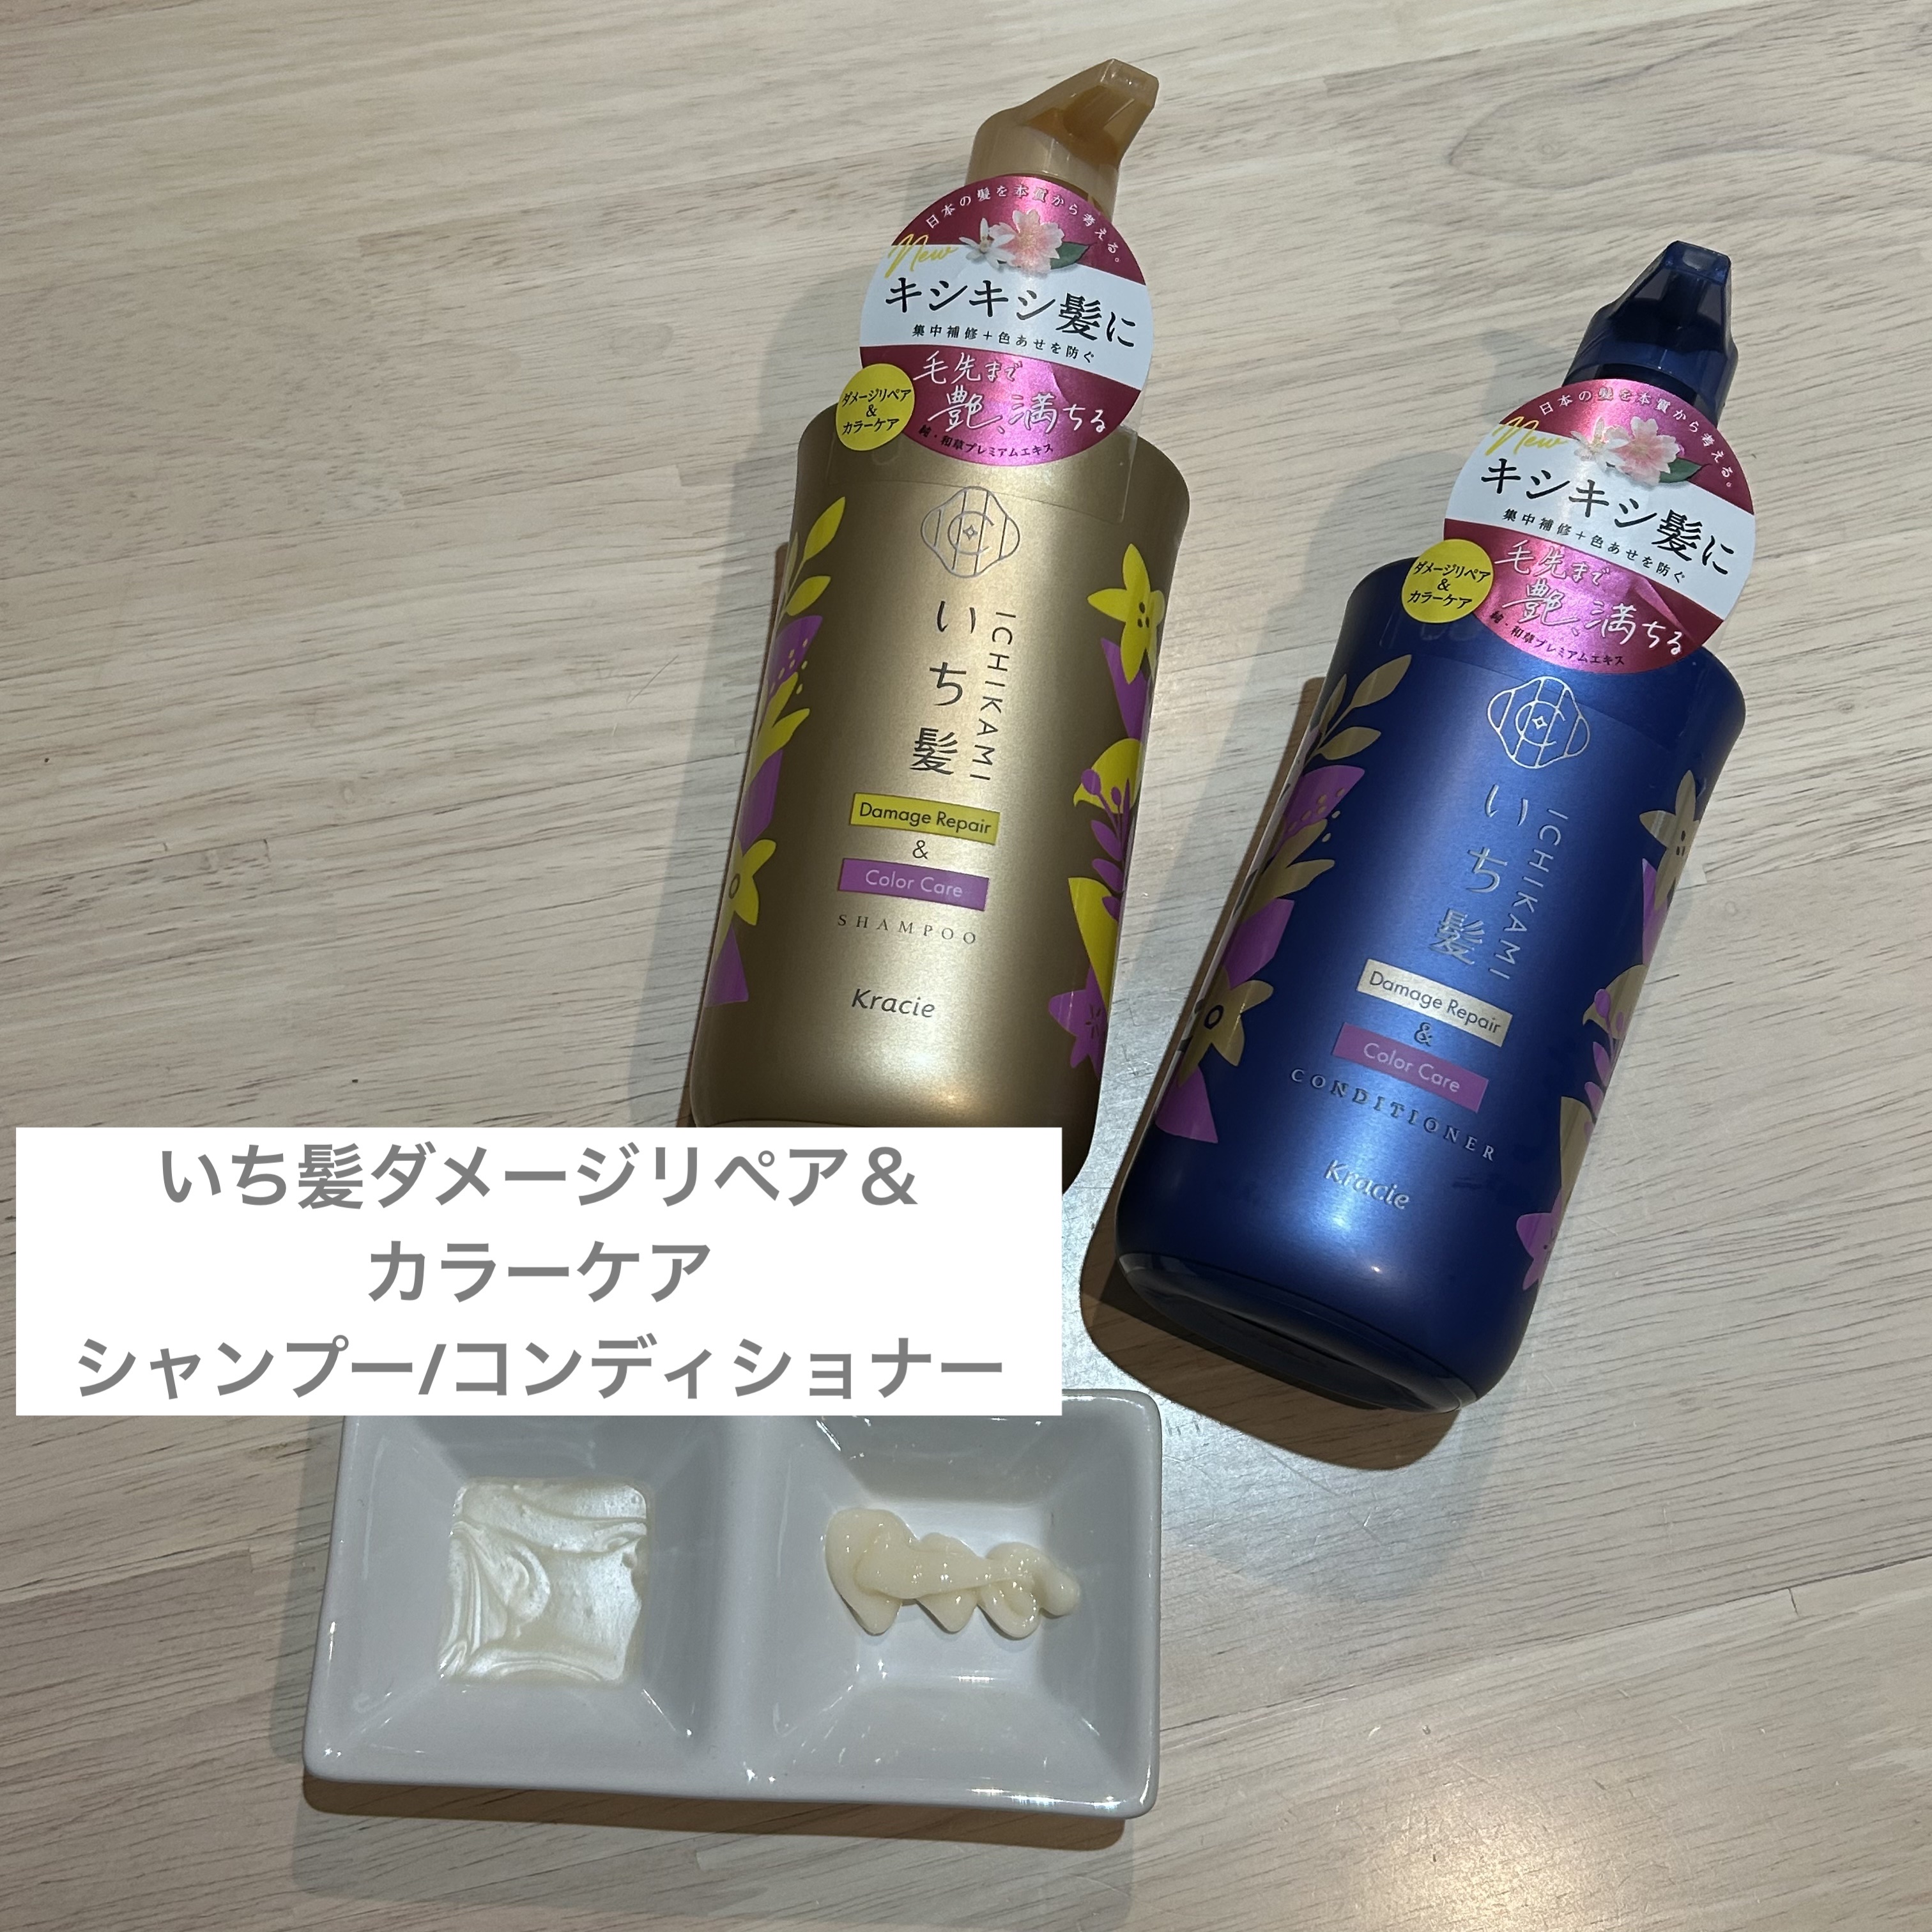 日本の髪を本質から考える。
New
キシキシ髪に
集中補修+色あせを防ぐ
毛先まで
艶、満ちる
純・和草プレミアムエキス
ダメージリペア
&
カラーケア
いち髪
ICHIKAMI
Damage Repair
&
Color Care
SHAMPOO
Kracie
日本の髪を本質から考える。
New
キシキシ髪に
集中補修+色あせを防ぐ
毛先まで
艶、満ちる
純・和草プレミアムエキス
ダメージリペア
&
カラーケア
いち髪
ICHIKAMI
Damage Repair
&
Color Care
CONDITIONER
Kracie
いち髪ダメージリペア&
カラーケア
シャンプー/コンディショナー